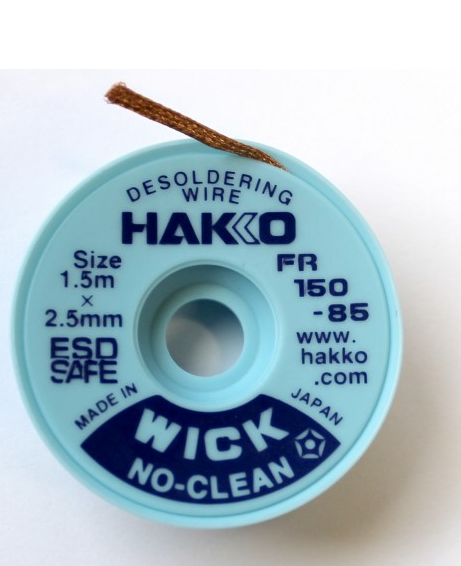 DESOLDERING
WIRE
HAKKO
Size
1.5m
×
2.5mm
ESD
SAFE
FR
150
-85
www.
hakko
.com
MADE IN
JAPAN
WICK
NO-CLEAN